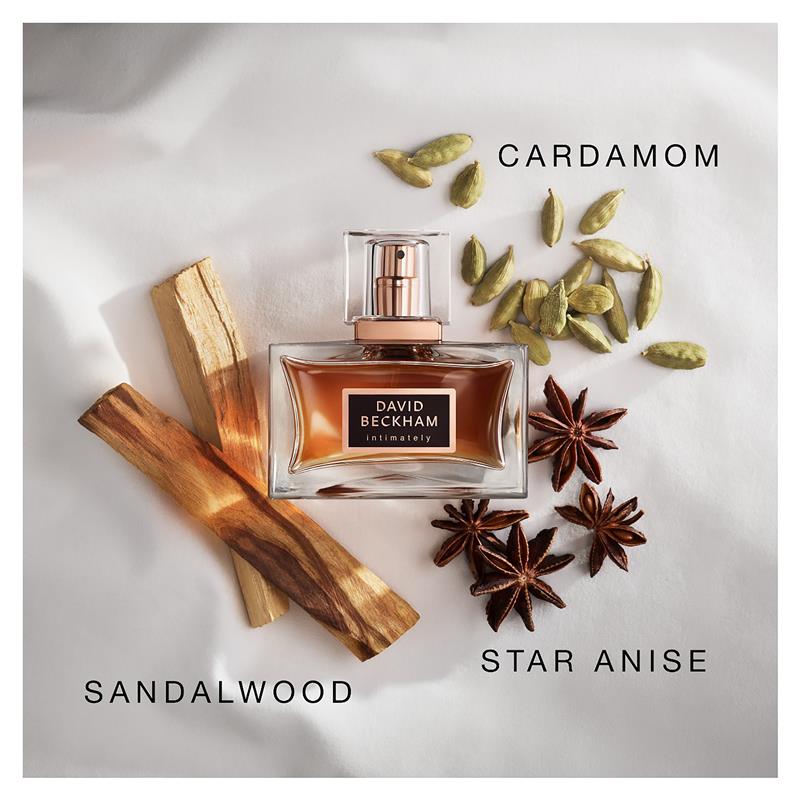 CARDAMOM
DAVID
BECKHAM
intimately
STAR ANISE
SANDALWOOD